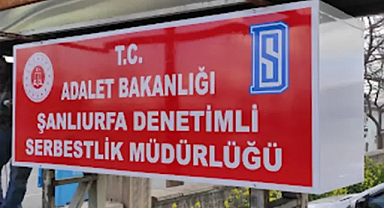 T.C.
ADALET BAKANLIĞI
ŞANLIURFA DENETİMLİ
SERBESTLİK MÜDÜRLÜĞÜ